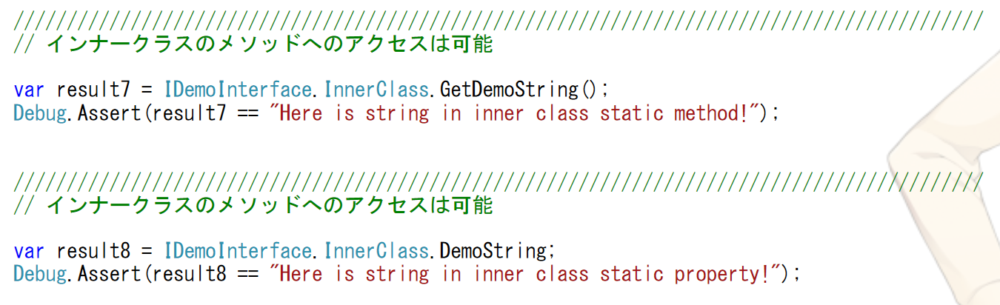 //////////////////////////////////////////////////////////////////////////////////////////
// インナークラスのメソッドへのアクセスは可能
var result7 = IDemoInterface.InnerClass.GetDemoString();
Debug.Assert(result7 == "Here is string in inner class static method!");
//////////////////////////////////////////////////////////////////////////////////////////
// インナークラスのメソッドへのアクセスは可能
var result8 = IDemoInterface.InnerClass.DemoString;
Debug.Assert(result8 == "Here is string in inner class static property!");